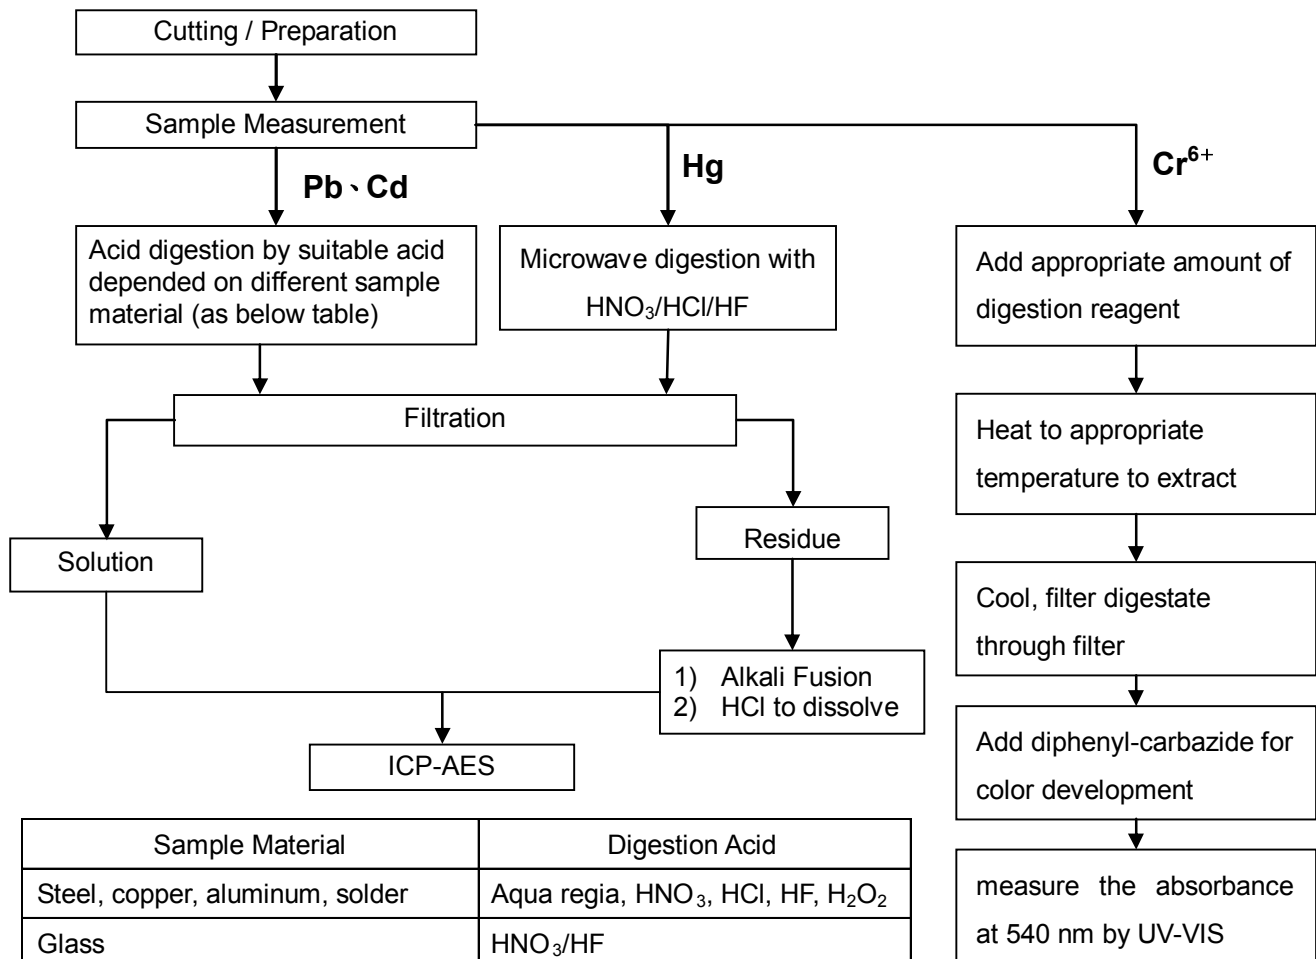 Cutting / Preparation
Sample Measurement
Pb、Cd
Hg
Cr⁶⁺
Acid digestion by suitable acid
depended on different sample
material (as below table)
Microwave digestion with
HNO₃/HCl/HF
Add appropriate amount of
digestion reagent
Filtration
Heat to appropriate
temperature to extract
Solution
Residue
Cool, filter digestate
through filter
1) Alkali Fusion
2) HCl to dissolve
ICP-AES
Add diphenyl-carbazide for
color development
measure the absorbance
at 540 nm by UV-VIS
Sample Material Digestion Acid
Steel, copper, aluminum, solder Aqua regia, HNO₃, HCl, HF, H₂O₂
Glass HNO₃/HF